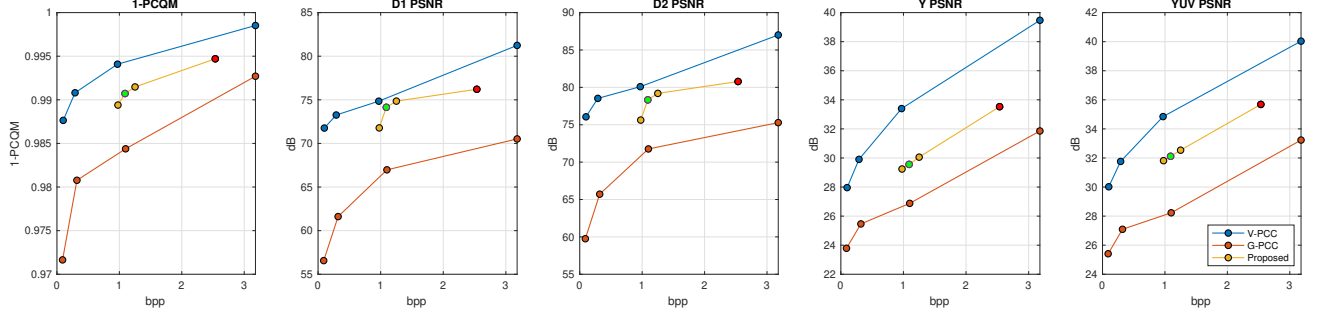 1-PCQM
1
0.995
0.99
0.985
0.98
0.975
0.97
1-PCQM
0 1 2 3
bpp
D1 PSNR
85
80
75
70
65
60
55
dB
0 1 2 3
bpp
D2 PSNR
90
85
80
75
70
65
60
55
dB
0 1 2 3
bpp
Y PSNR
40
38
36
34
32
30
28
26
24
22
dB
0 1 2 3
bpp
YUV PSNR
42
40
38
36
34
32
30
28
26
24
dB
0 1 2 3
bpp
V-PCC
G-PCC
Proposed